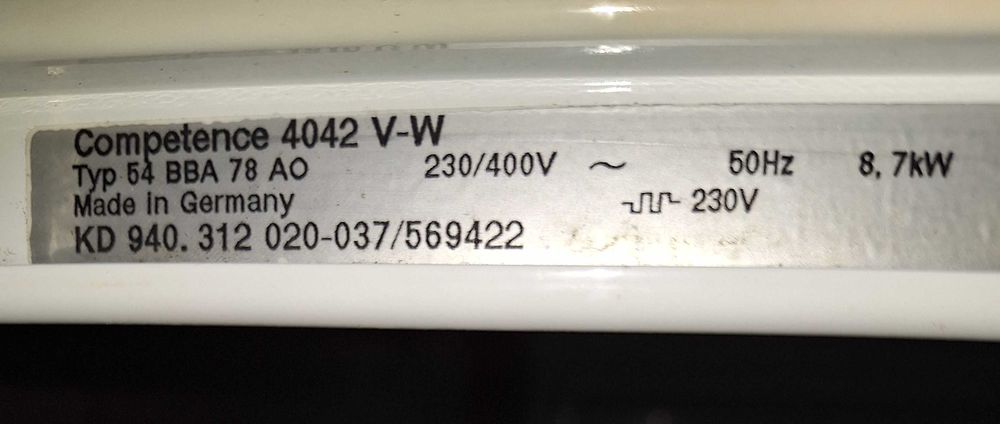 Competence 4042 V-W
Typ 54 BBA 78 AO 230/400V ~ 50Hz 8,7kW
Made in Germany 230V
KD 940. 312 020-037/569422